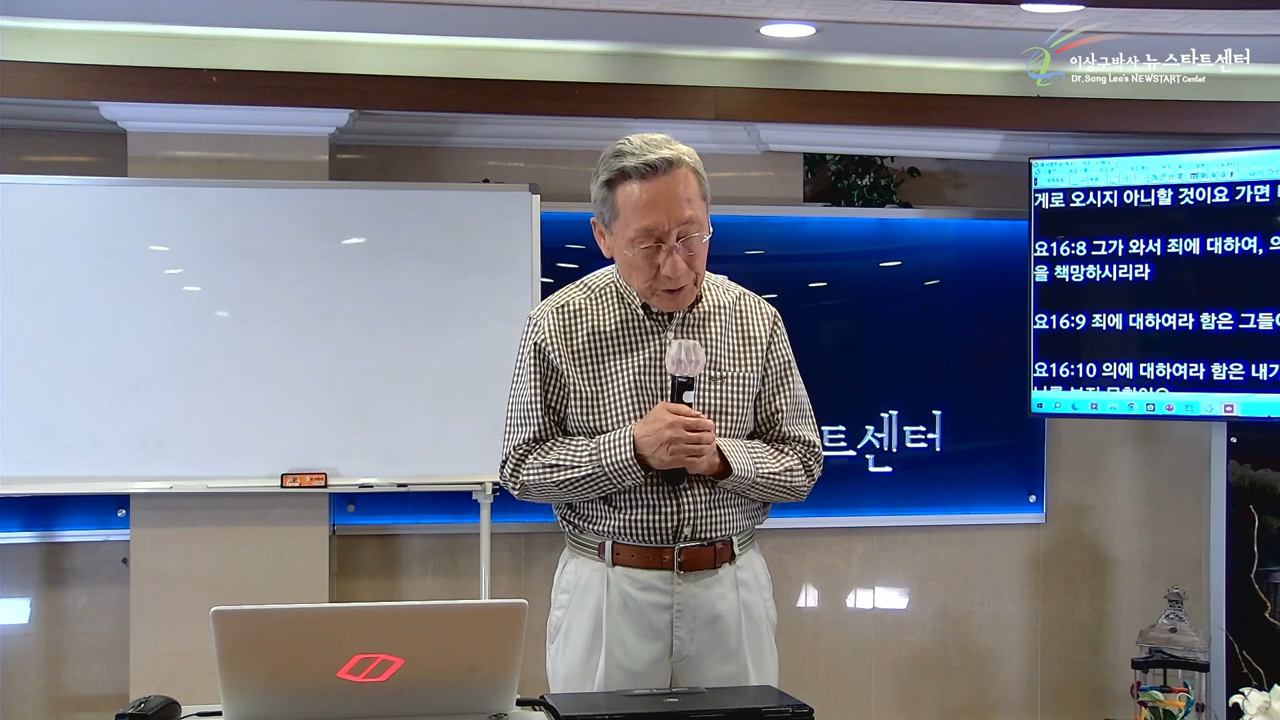 이상구박사 뉴스타트센터
Dr.Sang Lee's NEWSTART Center
게로 오시지 아니할 것이요 가면
요16:8 그가 와서 죄에 대하여, 의
을 책망하시리라
요16:9 죄에 대하여라 함은 그들이
요16:10 의에 대하여라 함은 내가
트센터